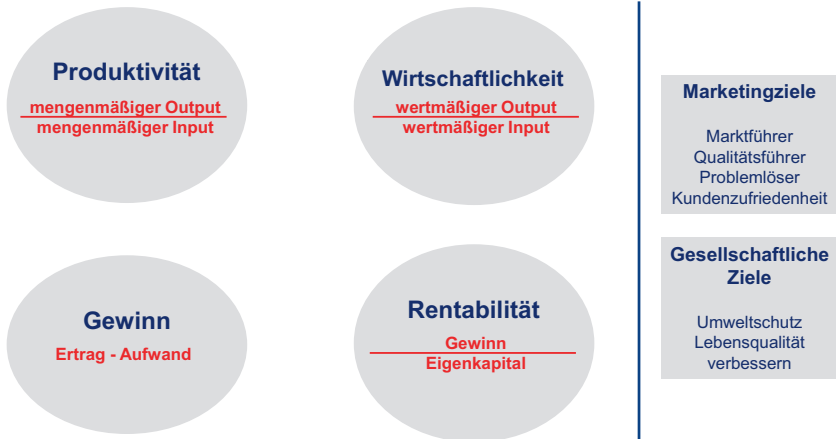 Produktivität
mengenmäßiger Output
mengenmäßiger Input
Wirtschaftlichkeit
wertmäßiger Output
wertmäßiger Input
Gewinn
Ertrag - Aufwand
Rentabilität
Gewinn
Eigenkapital
Marketingziele
Marktführer
Qualitätsführer
Problemlöser
Kundenzufriedenheit
Gesellschaftliche
Ziele
Umweltschutz
Lebensqualität
verbessern